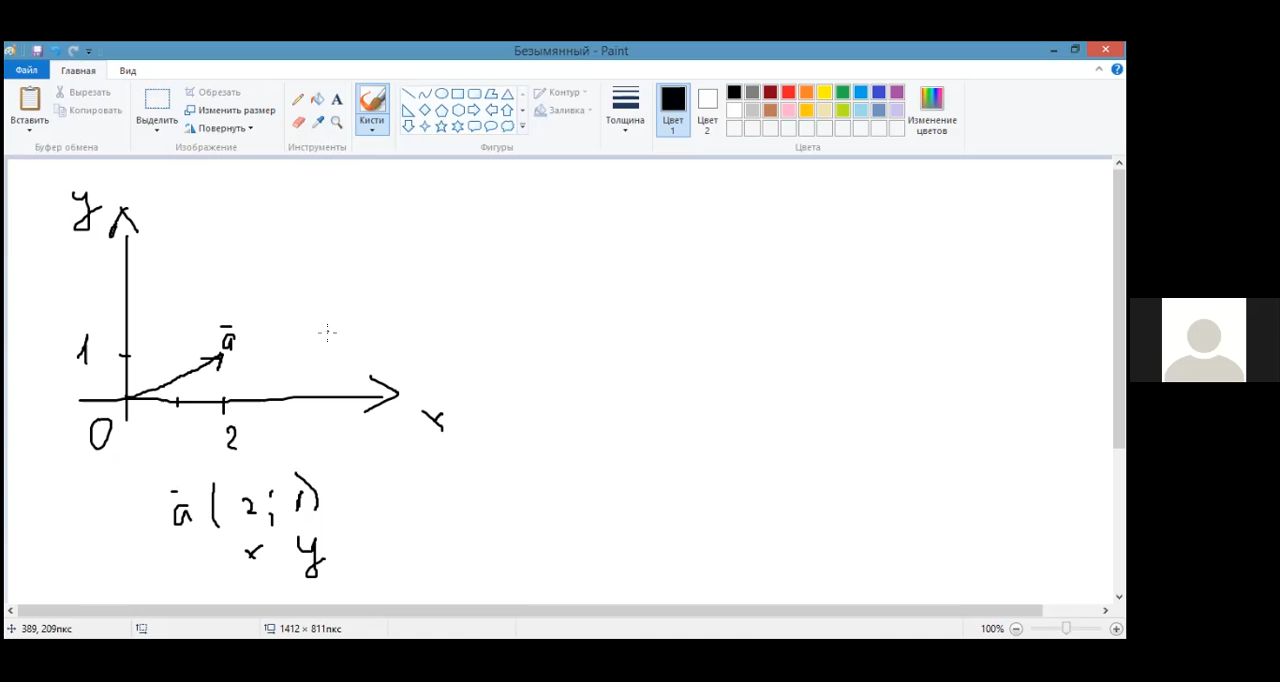 Безымянный - Paint
Файл Главная Вид
Вставить
Вырезать
Копировать
Буфер обмена
Выделить
Обрезать
Изменить размер
Повернуть
Изображение
A
Инструменты
Кисти
Контур
Заливка
Фигуры
Толщина
Цвет 1
Цвет 2
Изменение цветов
Цвета
y
1
ā
0
2
x
ā (2; 1)
x y
389, 209пкс
1412 × 811пкс
100%